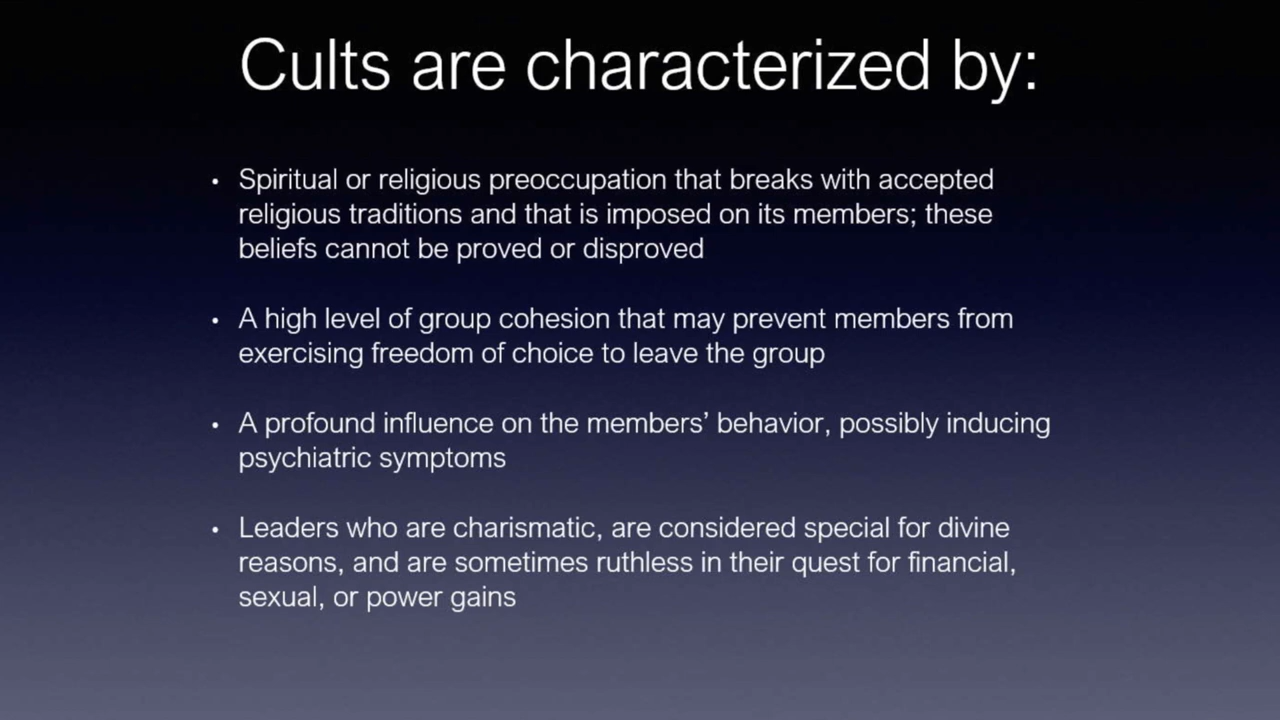 Cults are characterized by:
• Spiritual or religious preoccupation that breaks with accepted
religious traditions and that is imposed on its members; these
beliefs cannot be proved or disproved
• A high level of group cohesion that may prevent members from
exercising freedom of choice to leave the group
• A profound influence on the members’ behavior, possibly inducing
psychiatric symptoms
• Leaders who are charismatic, are considered special for divine
reasons, and are sometimes ruthless in their quest for financial,
sexual, or power gains